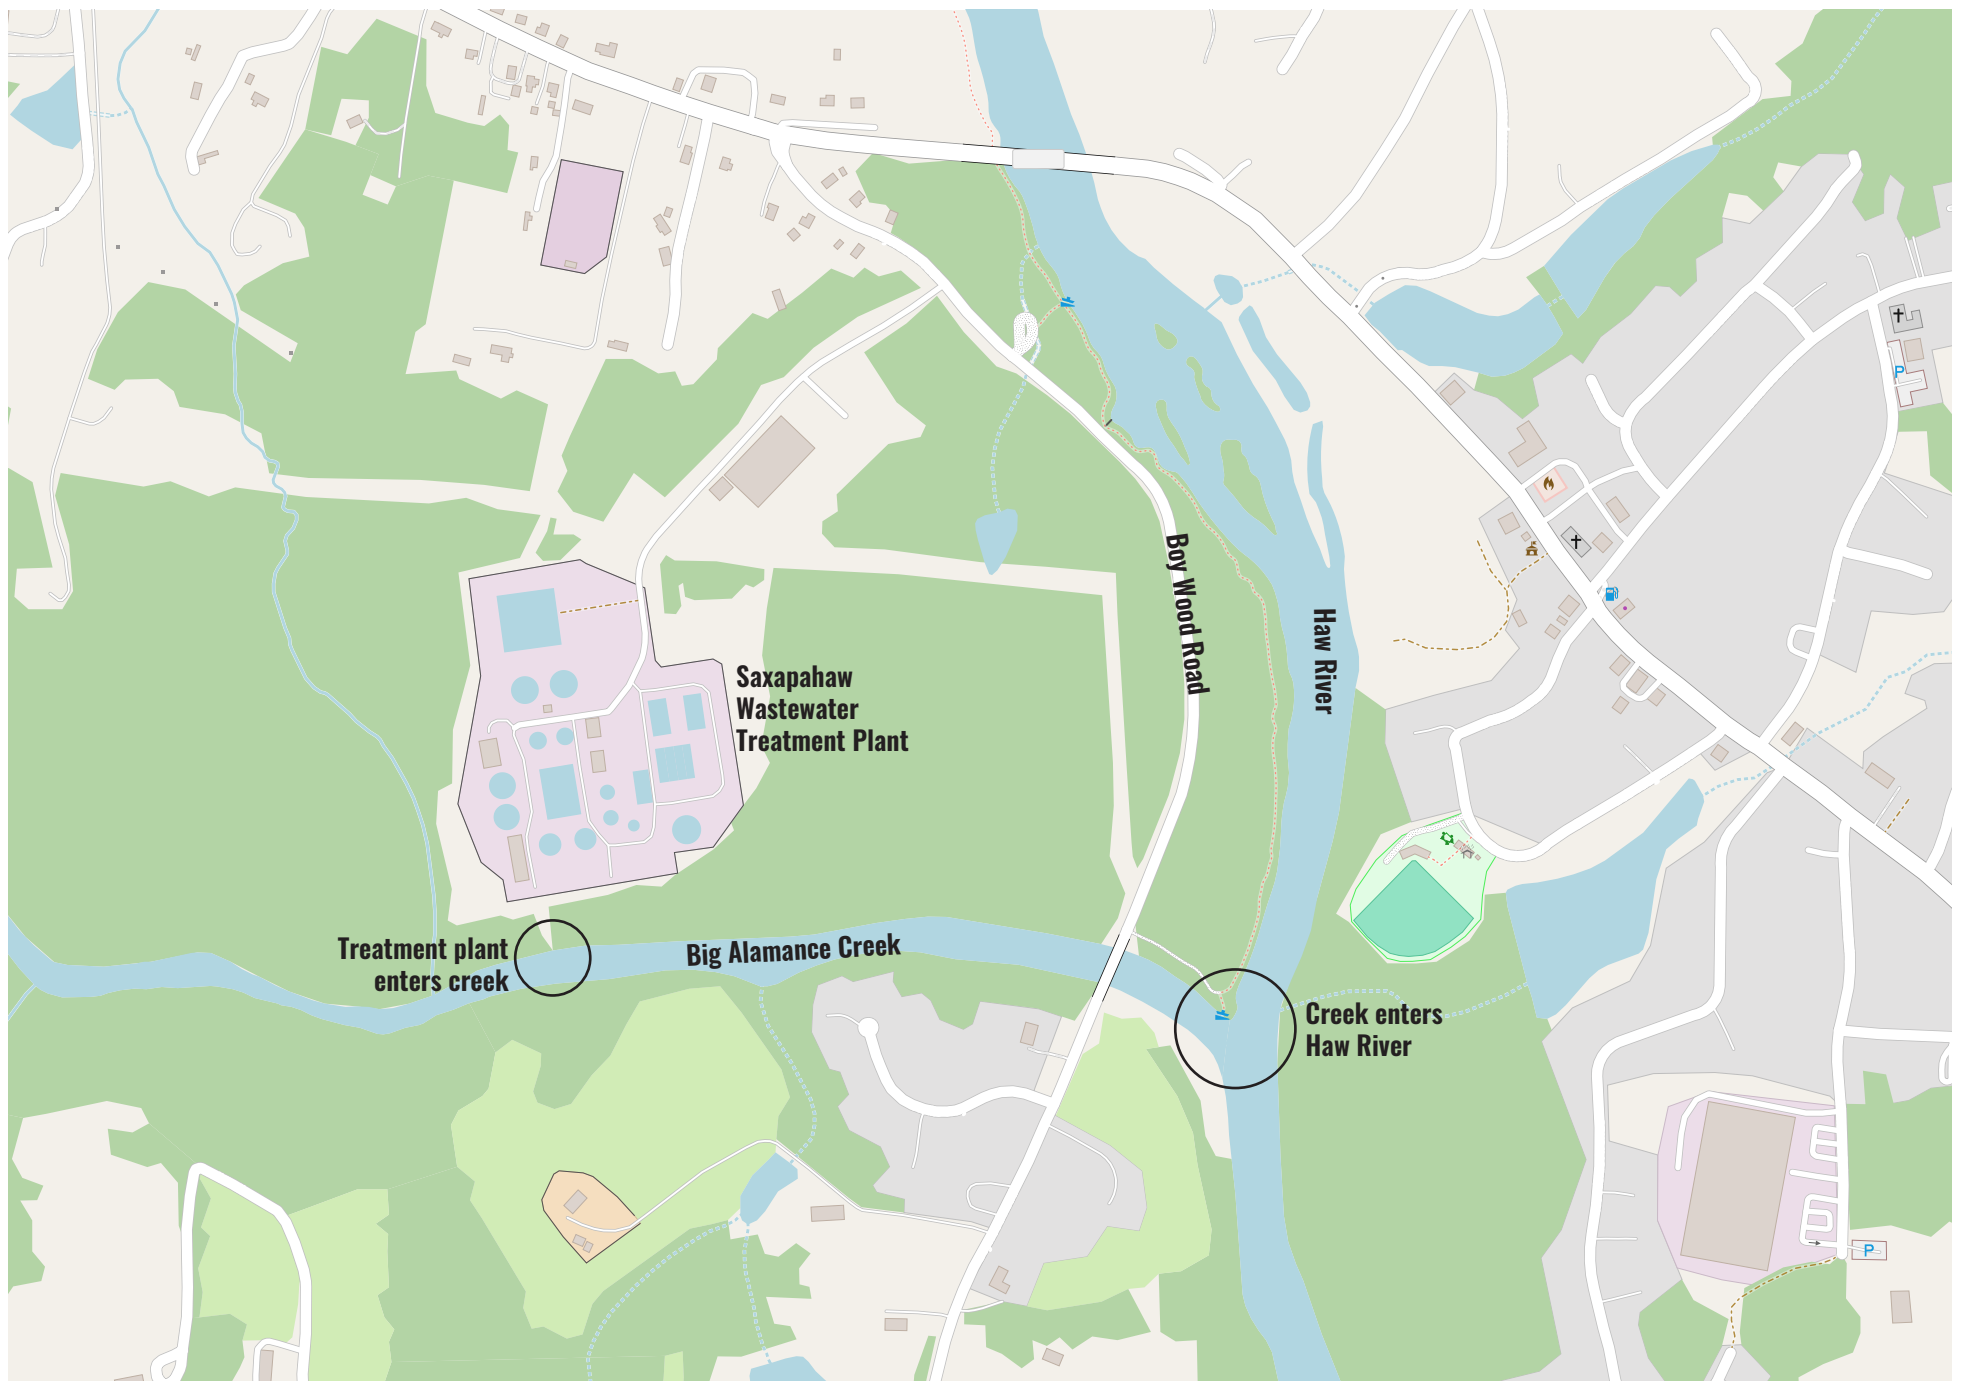 P
Boy Wood Road
Haw River
Saxapahaw
Wastewater
Treatment Plant
Treatment plant
enters creek
Big Alamance Creek
Creek enters
Haw River
P